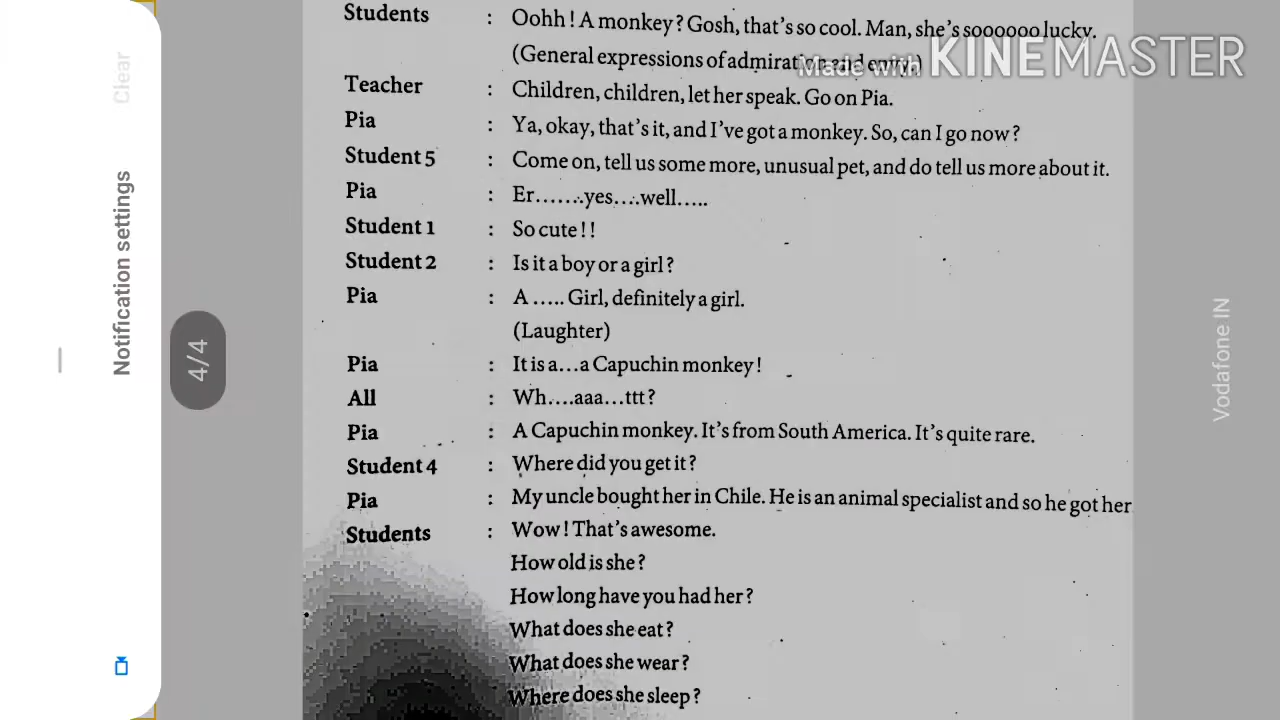 Students : Oohh ! A monkey? Gosh, that's so cool. Man, she's soooooo lucky.
(General expressions of admiration and envy)
Made with KINEMASTER
Teacher : Children, children, let her speak. Go on Pia.
Pia : Ya, okay, that's it, and I've got a monkey. So, can I go now?
Student 5 : Come on, tell us some more, unusual pet, and do tell us more about it.
Pia : Er.......yes....well.....
Student 1 : So cute ! !
Student 2 : Is it a boy or a girl?
Pia : A ..... Girl, definitely a girl.
(Laughter)
Pia : It is a...a Capuchin monkey!
All : Wh....aaa...ttt?
Pia : A Capuchin monkey. It's from South America. It's quite rare.
Student 4 : Where did you get it?
Pia : My uncle bought her in Chile. He is an animal specialist and so he got her
Students : Wow! That's awesome.
How old is she?
How long have you had her?
What does she eat?
What does she wear?
Where does she sleep?
Clear
Notification settings
4/4
Vodafone IN